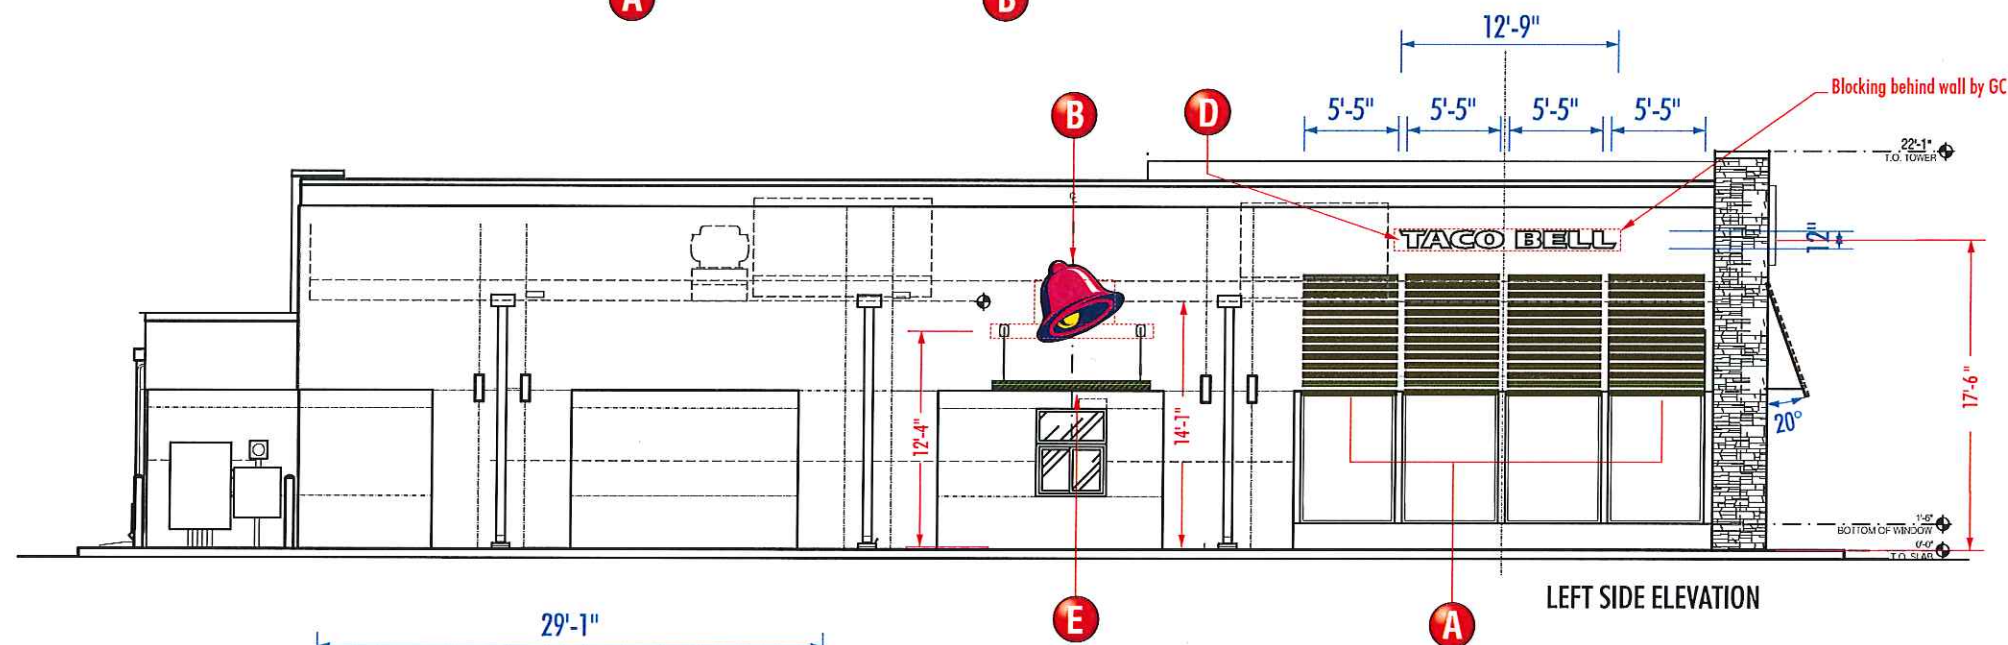 A
B
12'-9"
Blocking behind wall by GC
B
D
5'-5"
5'-5"
5'-5"
5'-5"
22'-1"
T.O. TOWER
TACO BELL
12"
17'-6"
20°
12'-4"
14'-1"
1'-6"
BOTTOM OF WINDOW
0'-0"
T.O. SLAB
LEFT SIDE ELEVATION
E
A
29'-1"